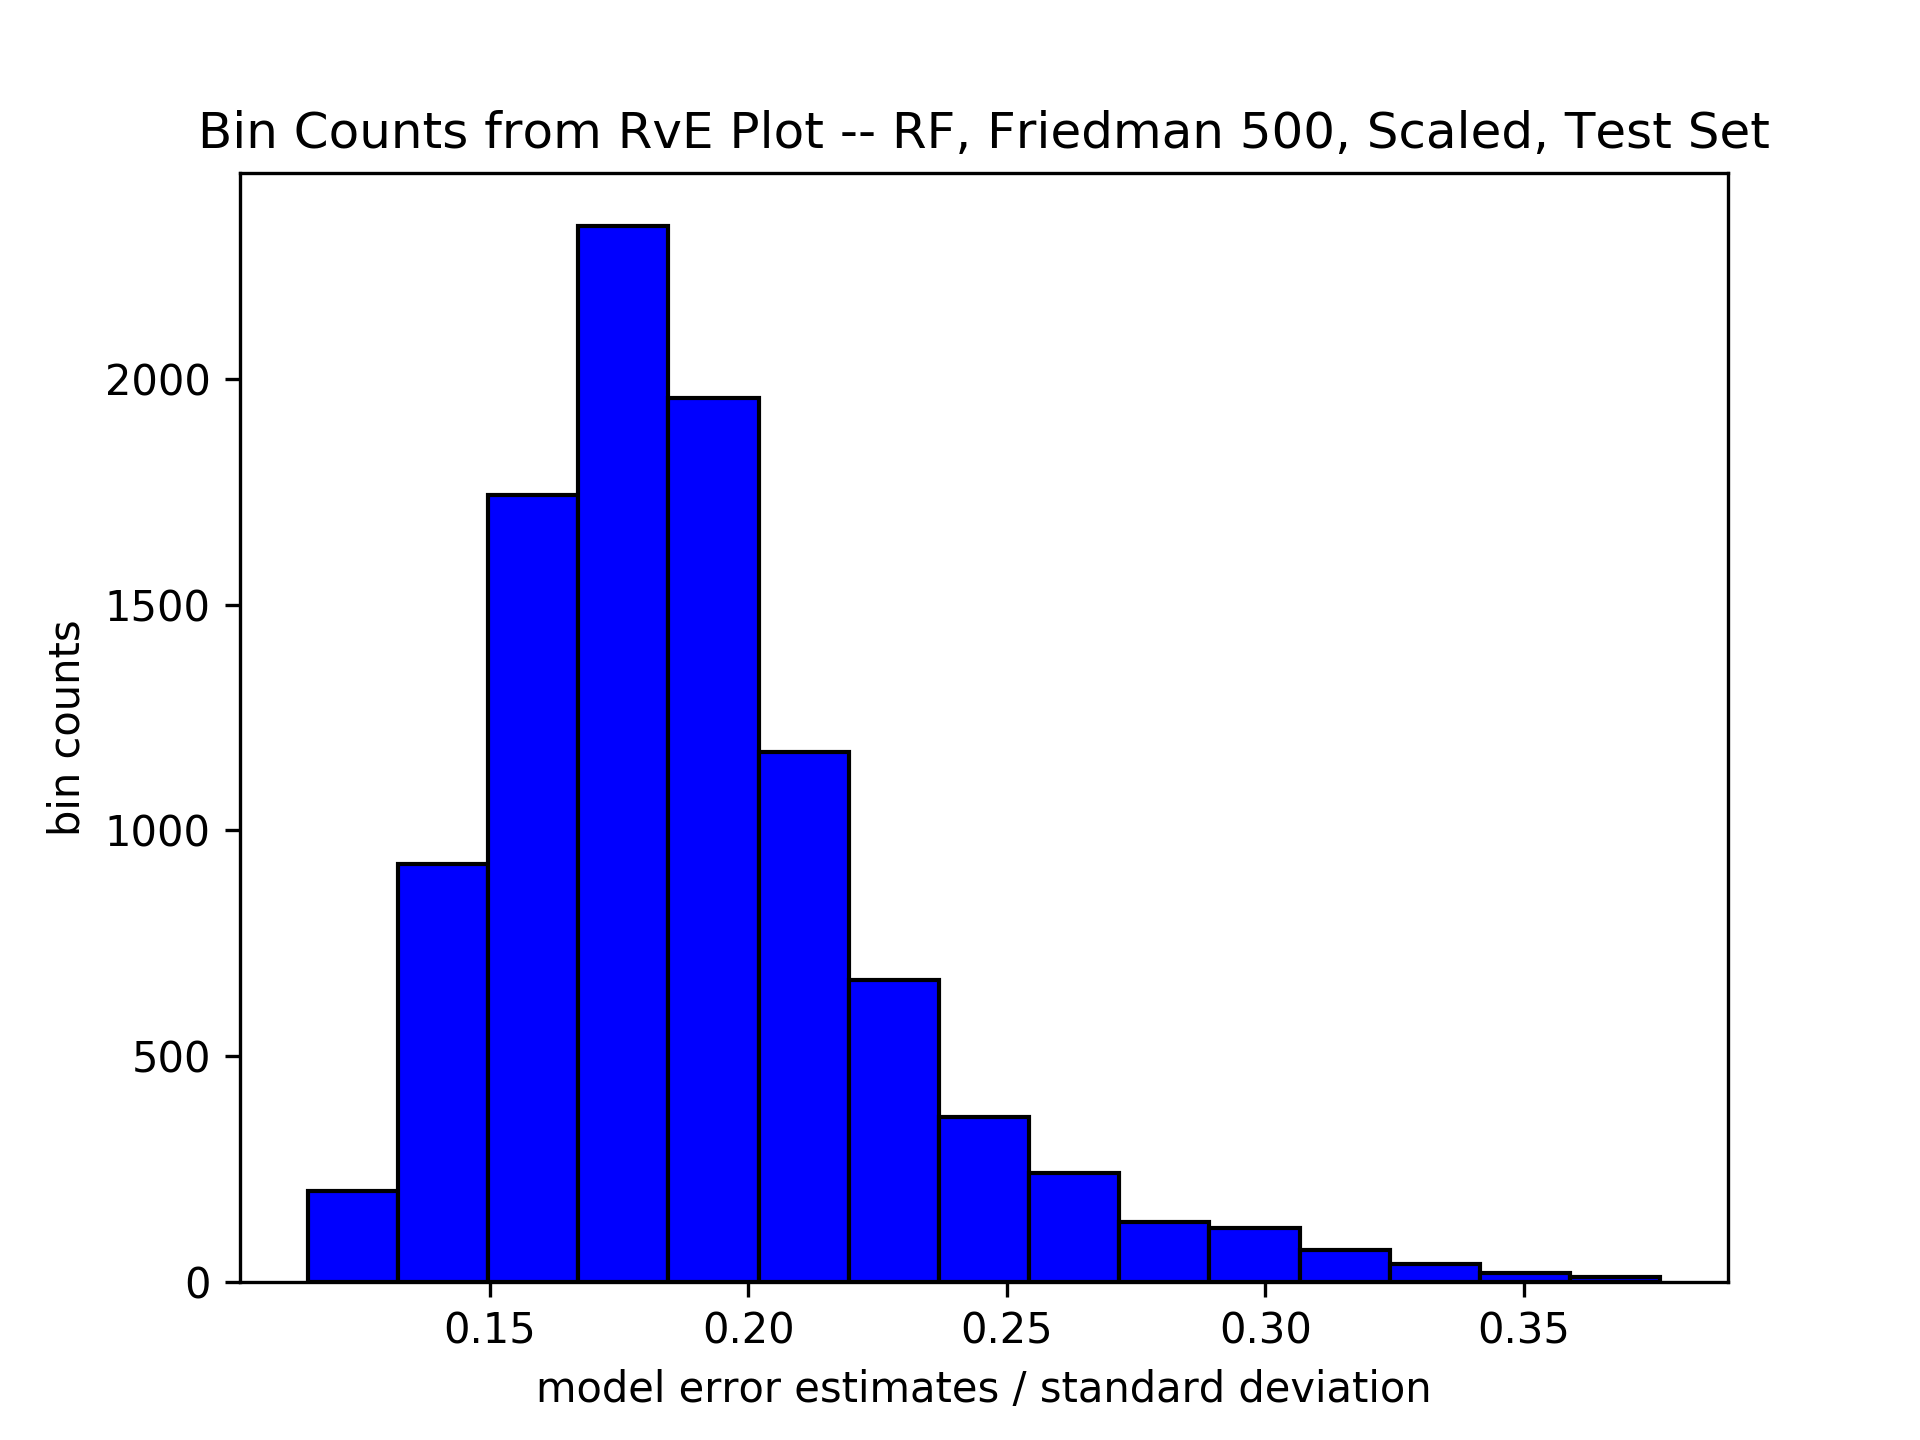 Bin Counts from RvE Plot -- RF, Friedman 500, Scaled, Test Set
bin counts
2000
1500
1000
500
0
0.15 0.20 0.25 0.30 0.35
model error estimates / standard deviation